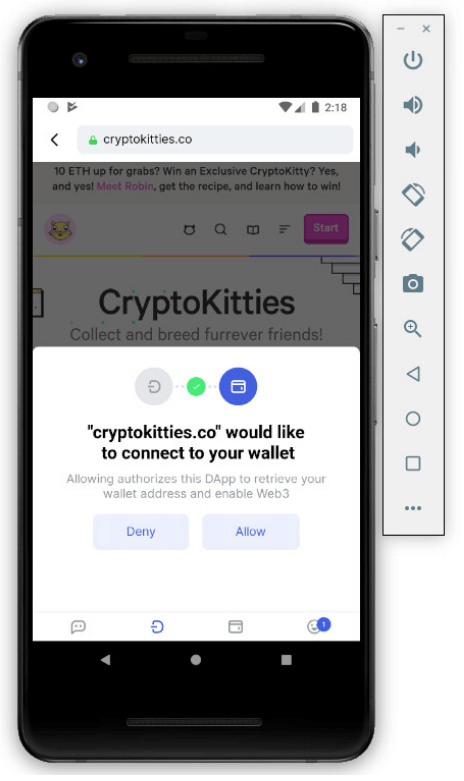 2:18
cryptokitties.co
10 ETH up for grabs? Win an Exclusive CryptoKitty? Yes,
and yes! Meet Robin, get the recipe, and learn how to win!
Start
CryptoKitties
Collect and breed furrever friends!
"cryptokitties.co" would like
to connect to your wallet
Allowing authorizes this DApp to retrieve your
wallet address and enable Web3
Deny Allow
1